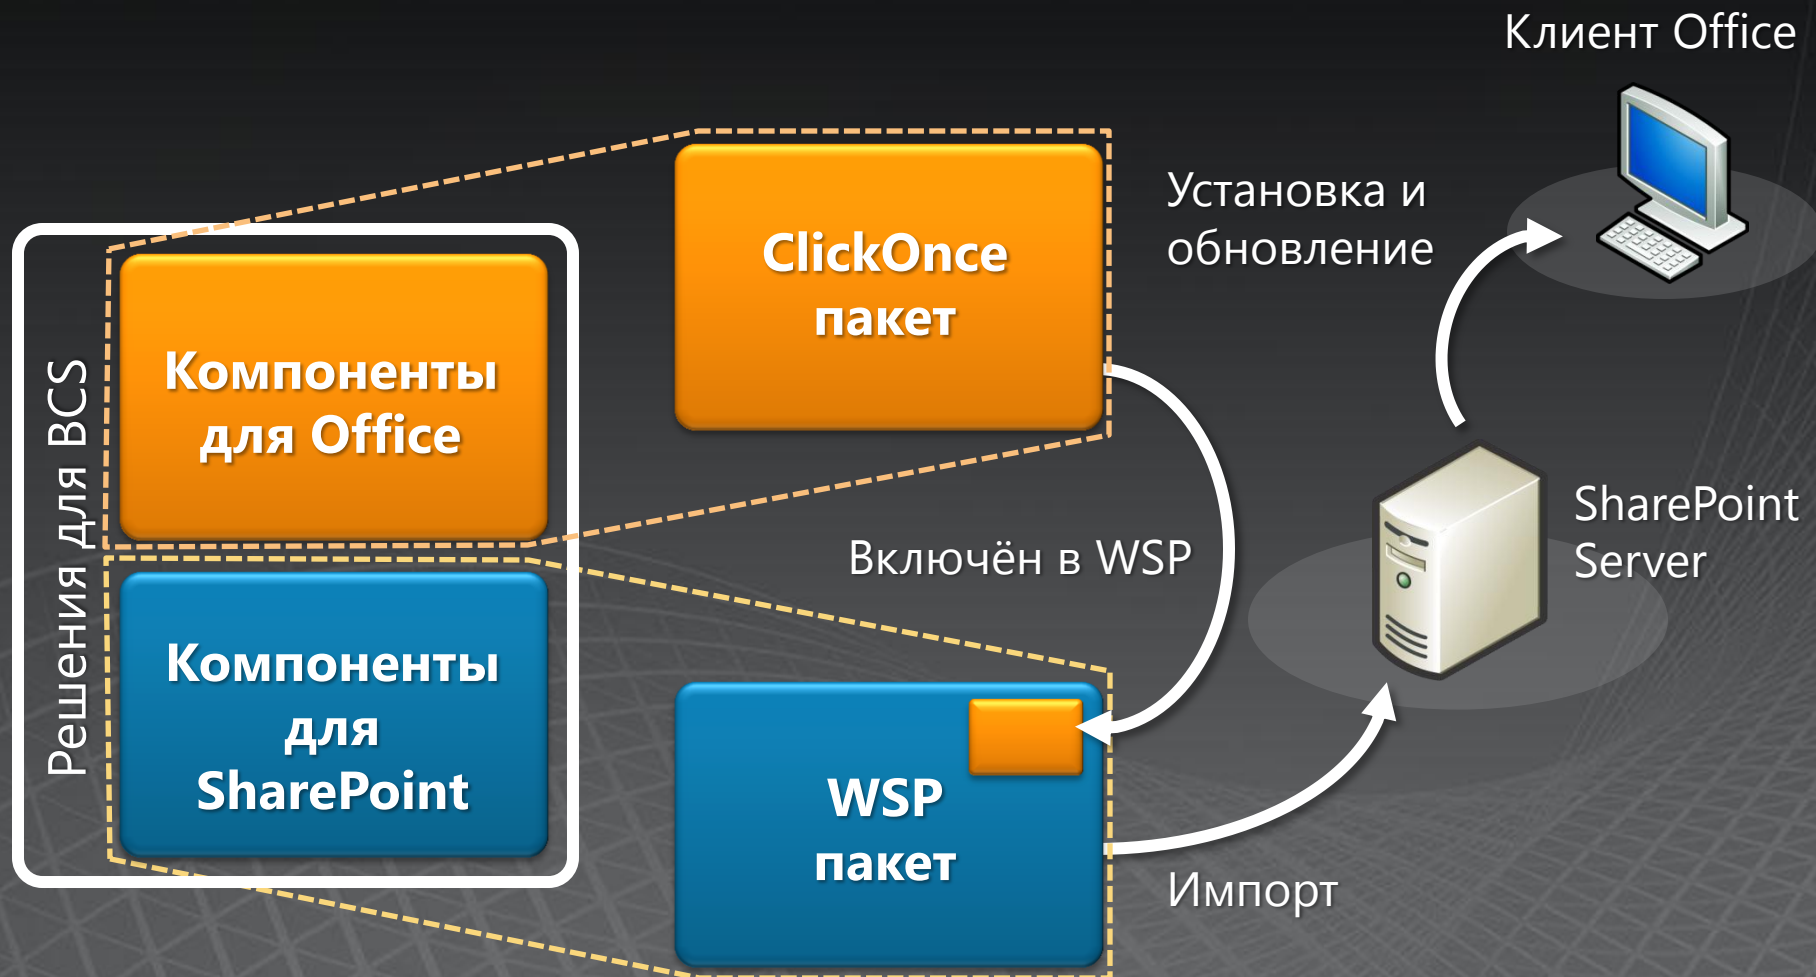 Клиент Office
ClickOnce
пакет
Установка и
обновление
Решения для BCS
Компоненты
для Office
Включён в WSP
SharePoint
Server
Компоненты
для
SharePoint
WSP
пакет
Импорт